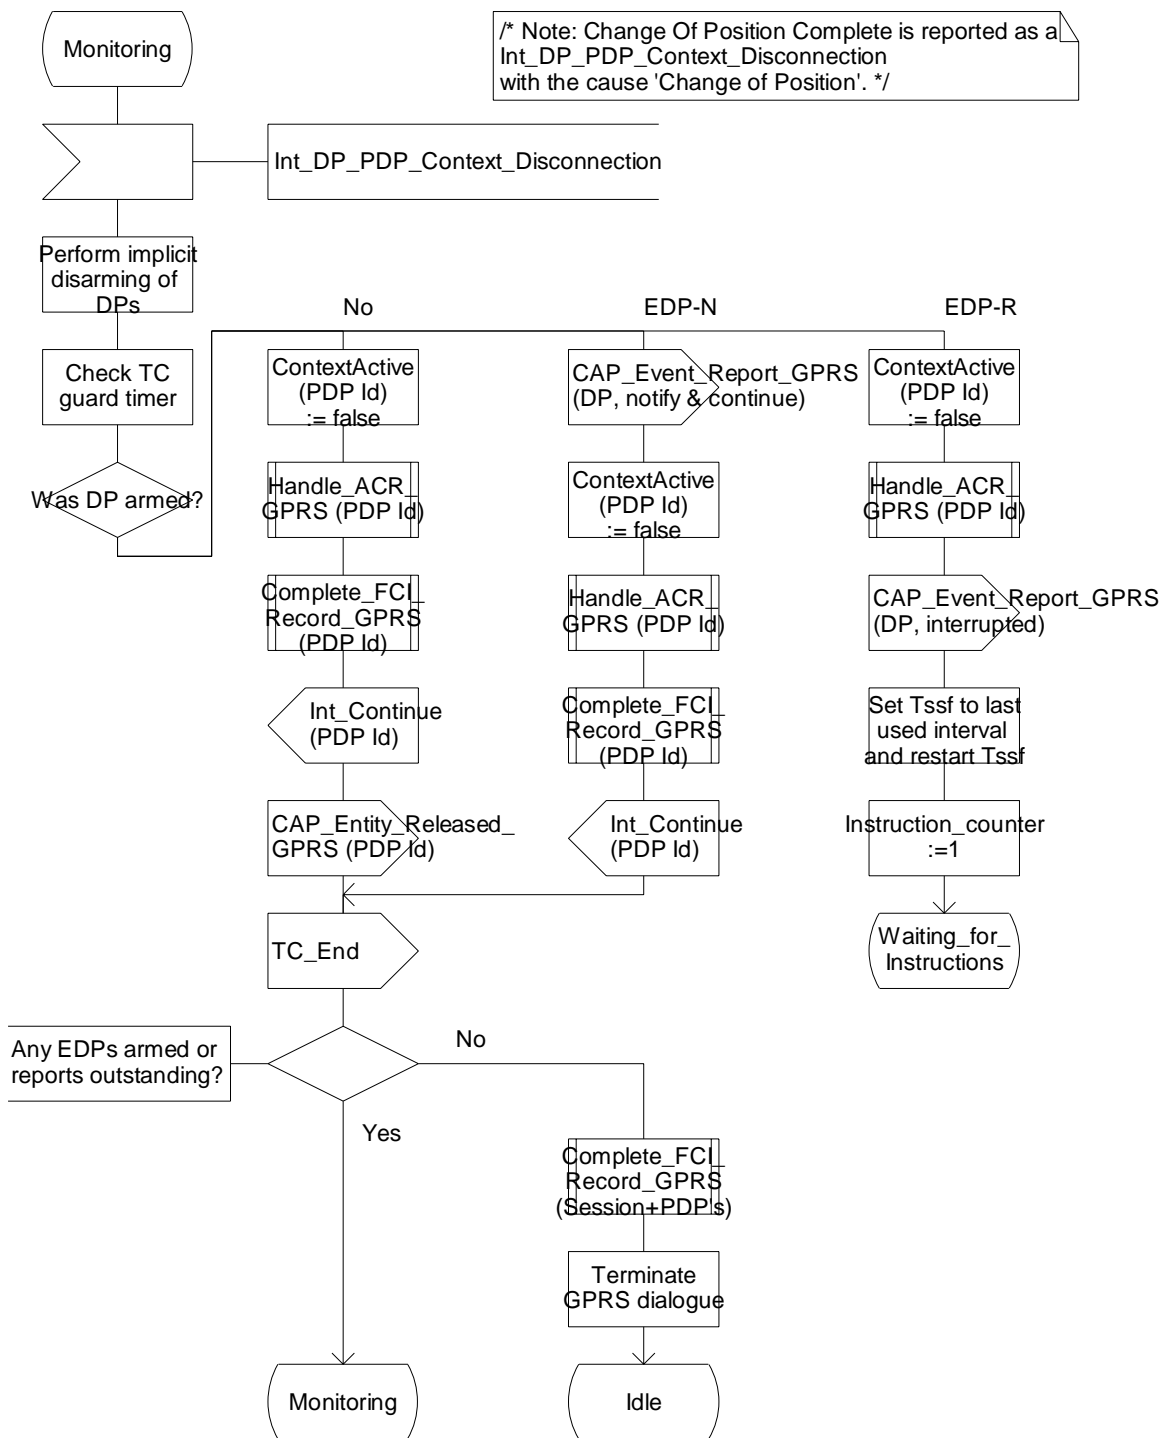 Monitoring
/* Note: Change Of Position Complete is reported as a
Int_DP_PDP_Context_Disconnection
with the cause 'Change of Position'. */
Int_DP_PDP_Context_Disconnection
Perform implicit
disarming of
DPs
Check TC
guard timer
Was DP armed?
No
ContextActive
(PDP Id)
:= false
Handle_ACR_
GPRS (PDP Id)
Complete_FCI_
Record_GPRS
(PDP Id)
Int_Continue
(PDP Id)
CAP_Entity_Released_
GPRS (PDP Id)
EDP-N
CAP_Event_Report_GPRS
(DP, notify & continue)
ContextActive
(PDP Id)
:= false
Handle_ACR_
GPRS (PDP Id)
Complete_FCI_
Record_GPRS
(PDP Id)
Int_Continue
(PDP Id)
EDP-R
ContextActive
(PDP Id)
:= false
Handle_ACR_
GPRS (PDP Id)
CAP_Event_Report_GPRS
(DP, interrupted)
Set Tssf to last
used interval
and restart Tssf
Instruction_counter
:=1
Waiting_for_
Instructions
TC_End
Any EDPs armed or
reports outstanding?
No
Yes
Complete_FCI_
Record_GPRS
(Session+PDP's)
Terminate
GPRS dialogue
Monitoring
Idle